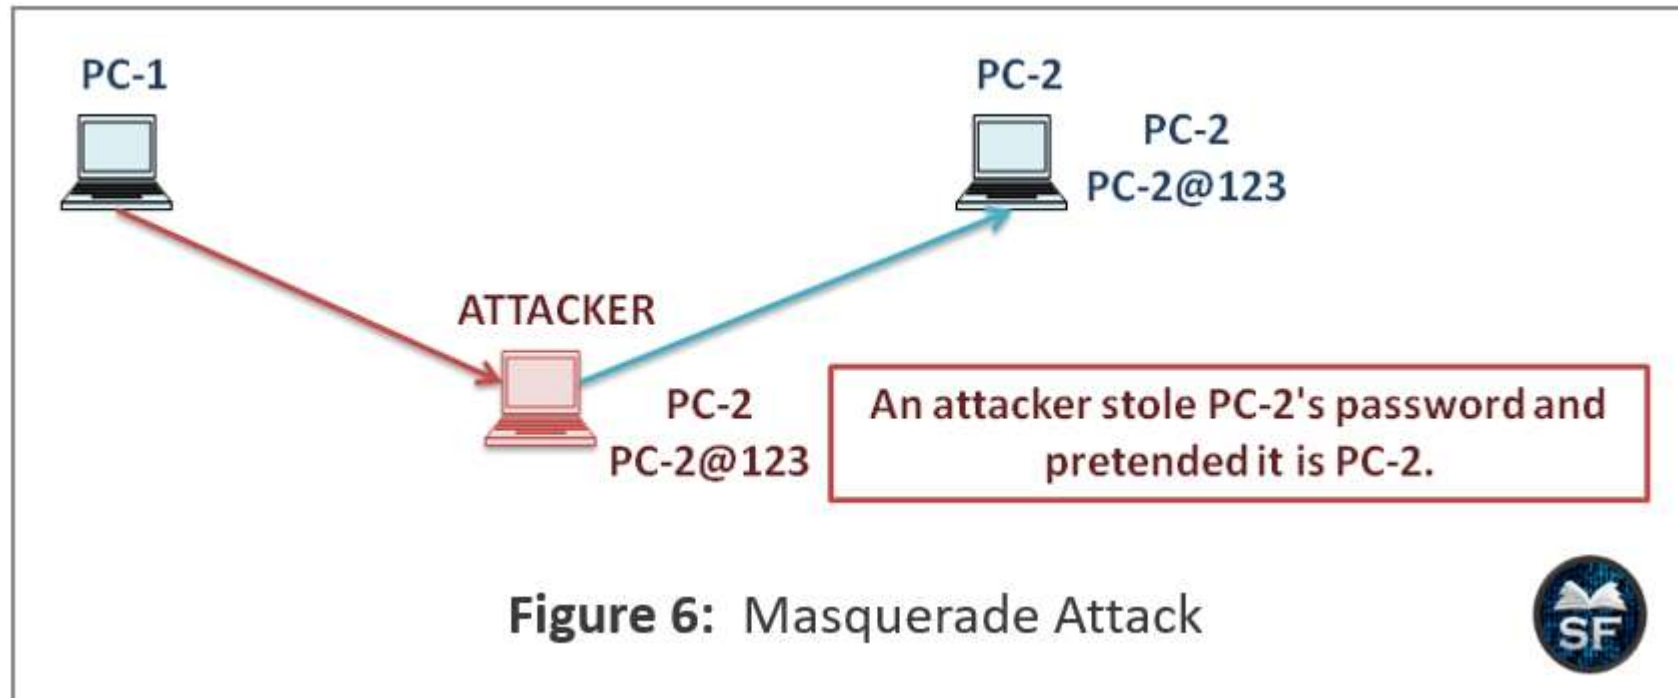 PC-1
PC-2
PC-2
PC-2@123
ATTACKER
PC-2
PC-2@123
An attacker stole PC-2's password and
pretended it is PC-2.
Figure 6: Masquerade Attack
SF